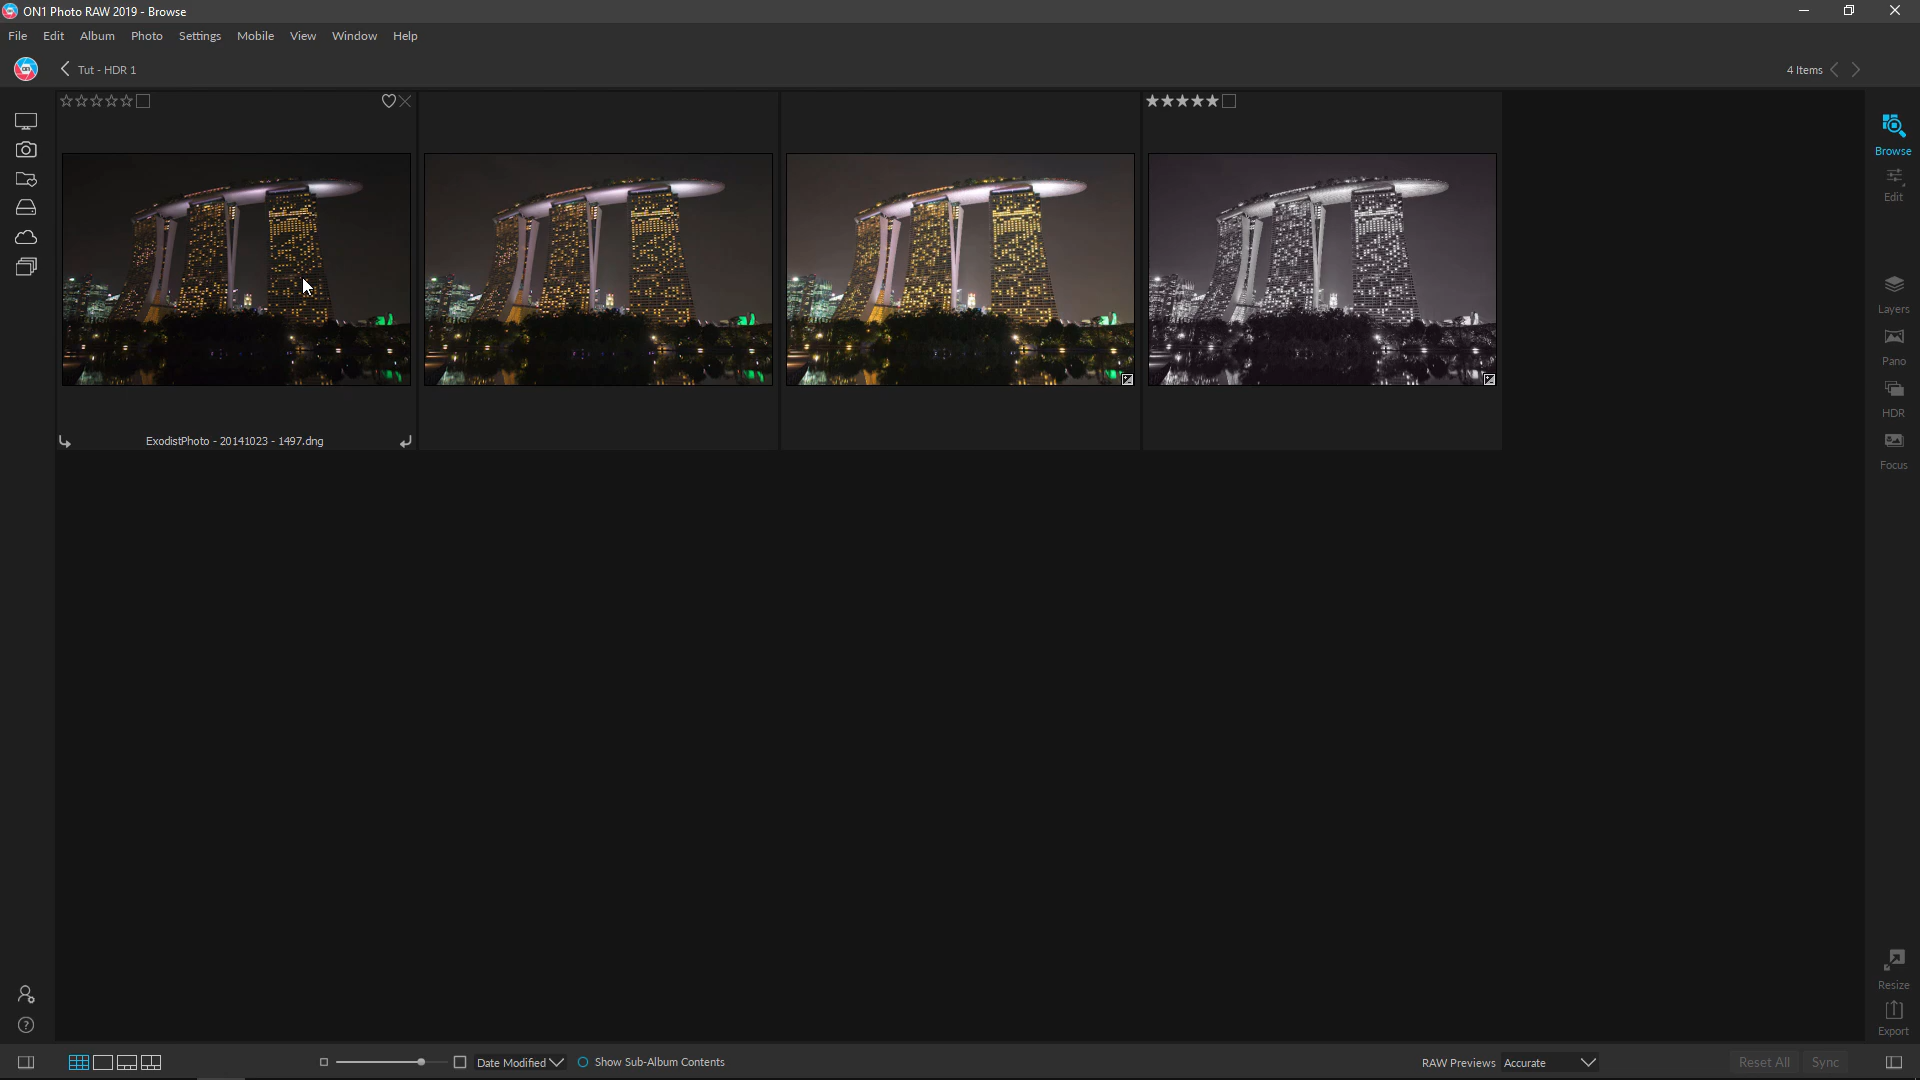 ON1 Photo RAW 2019 - Browse
File Edit Album Photo Settings Mobile View Window Help
Tut - HDR 1
4 Items
Browse
Edit
Layers
Pano
HDR
Focus
ExodistPhoto - 20141023 - 1497.dng
Resize
Export
Date Modified
Show Sub-Album Contents
RAW Previews Accurate
Reset All
Sync